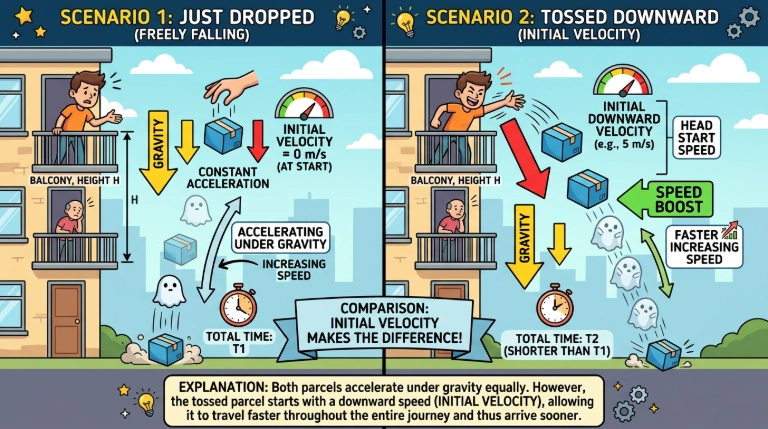 SCENARIO 1: JUST DROPPED
(FREELY FALLING)
GRAVITY
INITIAL
VELOCITY
= 0 m/s
(AT START)
CONSTANT
ACCELERATION
BALCONY, HEIGHT H
H
ACCELERATING
UNDER GRAVITY
INCREASING
SPEED
TOTAL TIME:
T1
SCENARIO 2: TOSSED DOWNWARD
(INITIAL VELOCITY)
INITIAL
DOWNWARD
VELOCITY
(e.g., 5 m/s)
HEAD
START
SPEED
BALCONY, HEIGHT H
SPEED
BOOST
GRAVITY
FASTER
INCREASING
SPEED
TOTAL TIME: T2
(SHORTER THAN T1)
COMPARISON:
INITIAL VELOCITY
MAKES THE DIFFERENCE!
EXPLANATION: Both parcels accelerate under gravity equally. However,
the tossed parcel starts with a downward speed (INITIAL VELOCITY), allowing
it to travel faster throughout the entire journey and thus arrive sooner.